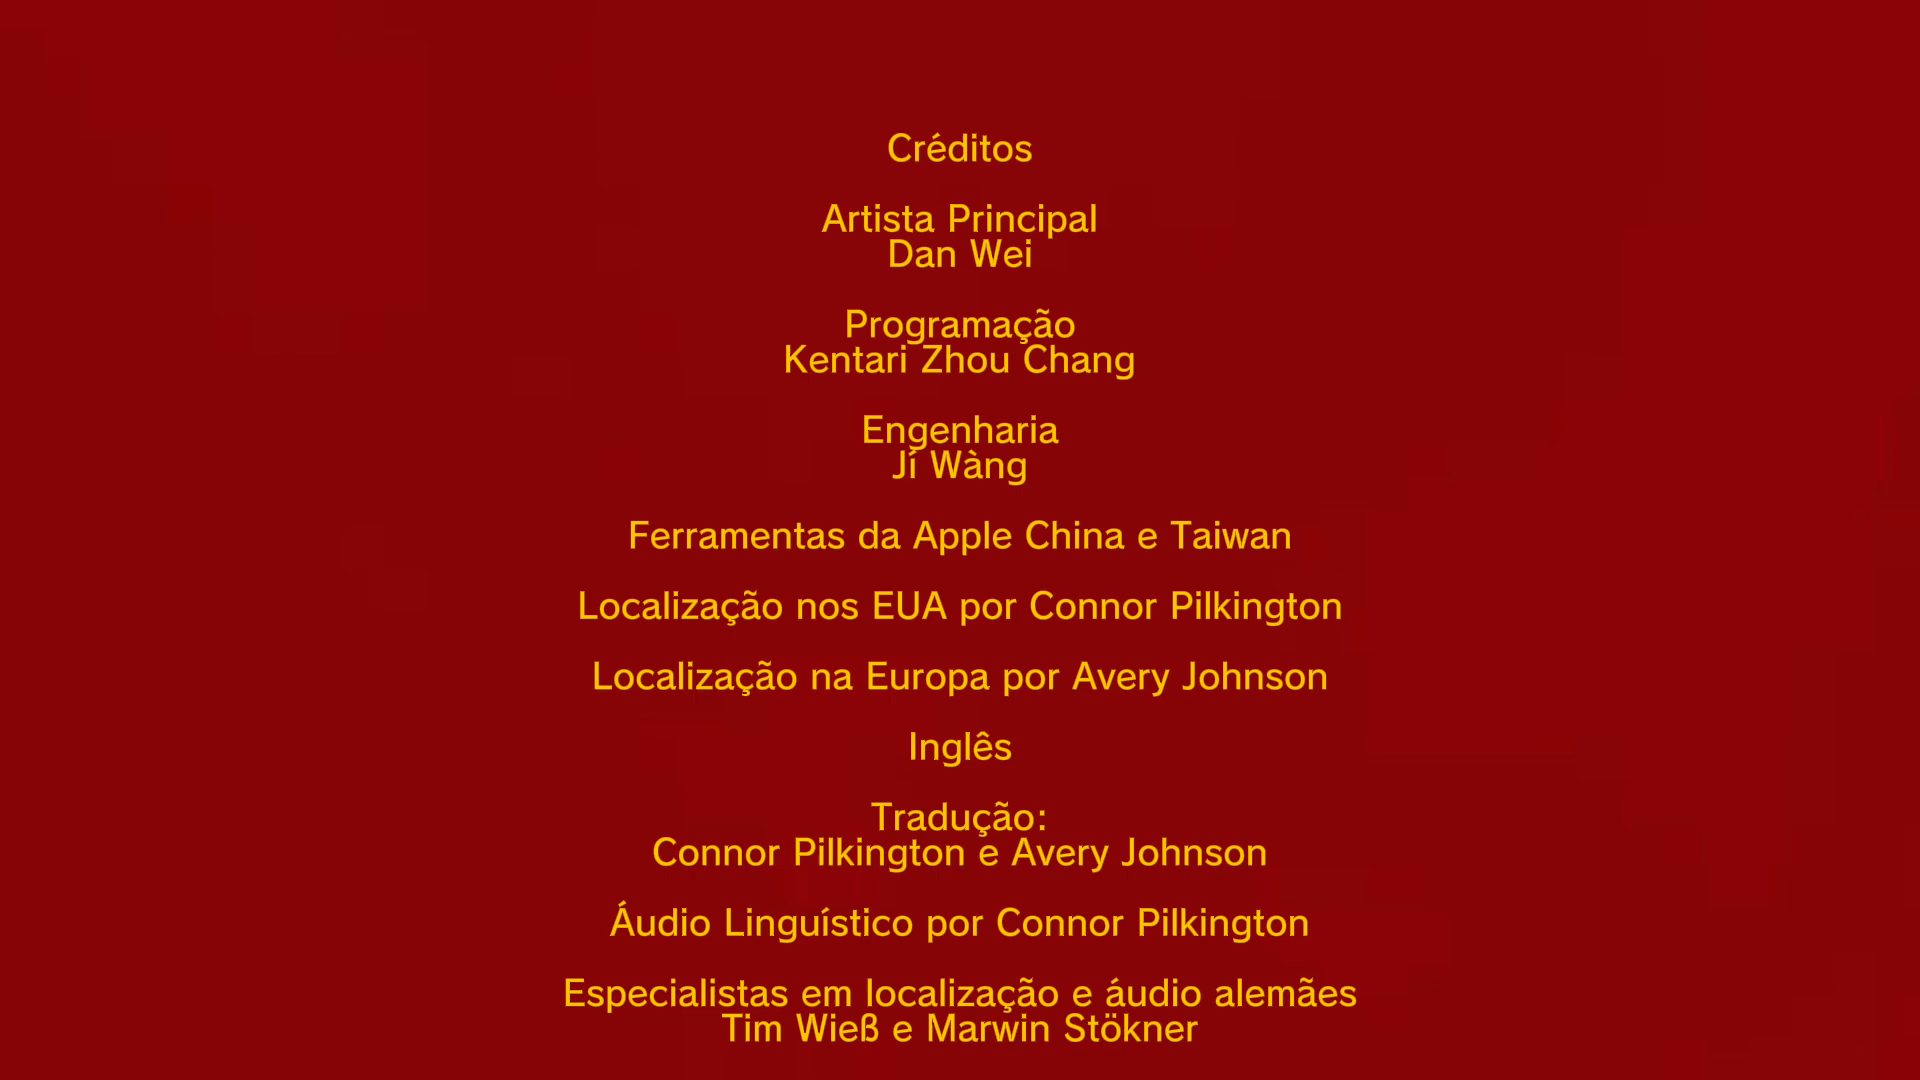 Créditos
Artista Principal
Dan Wei
Programação
Kentari Zhou Chang
Engenharia
Jí Wàng
Ferramentas da Apple China e Taiwan
Localização nos EUA por Connor Pilkington
Localização na Europa por Avery Johnson
Inglês
Tradução:
Connor Pilkington e Avery Johnson
Áudio Linguístico por Connor Pilkington
Especialistas em localização e áudio alemães
Tim Wieß e Marwin Stökner